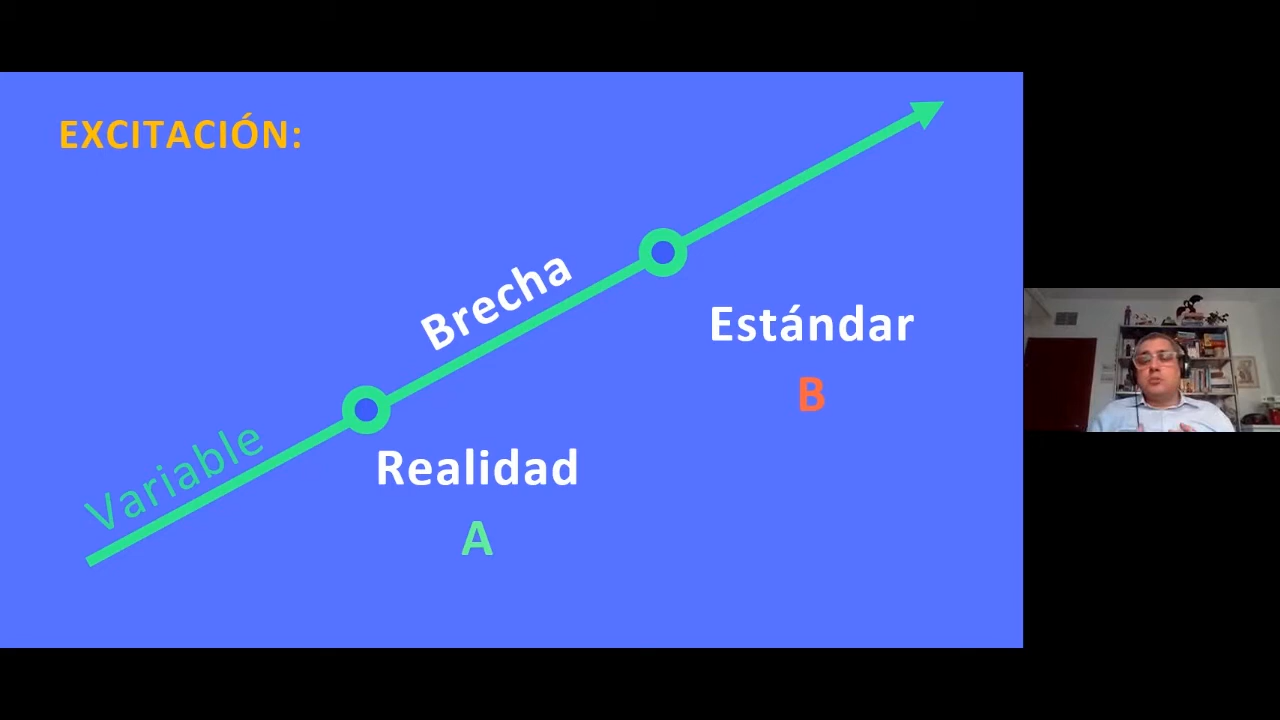 EXCITACIÓN:
Brecha
Estándar
B
Variable
Realidad
A